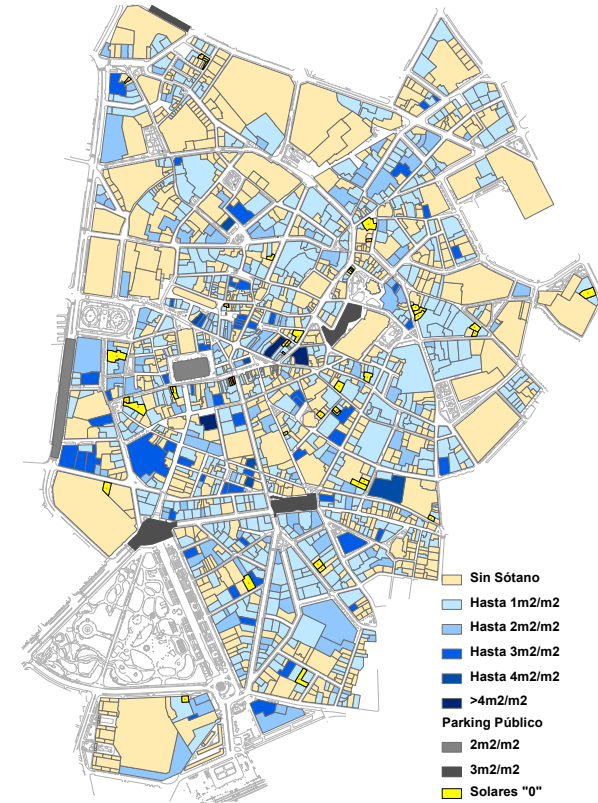 Sin Sótano
Hasta 1m2/m2
Hasta 2m2/m2
Hasta 3m2/m2
Hasta 4m2/m2
>4m2/m2
Parking Público
2m2/m2
3m2/m2
Solares "0"